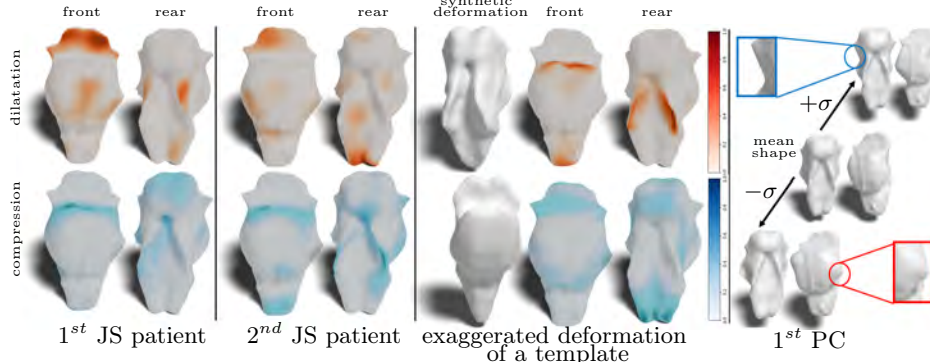 front
rear
front
rear
synthetic
deformation
front
rear
dilatation
compression
+σ
mean
shape
−σ
1st JS patient
2nd JS patient
exaggerated deformation
of a template
1st PC